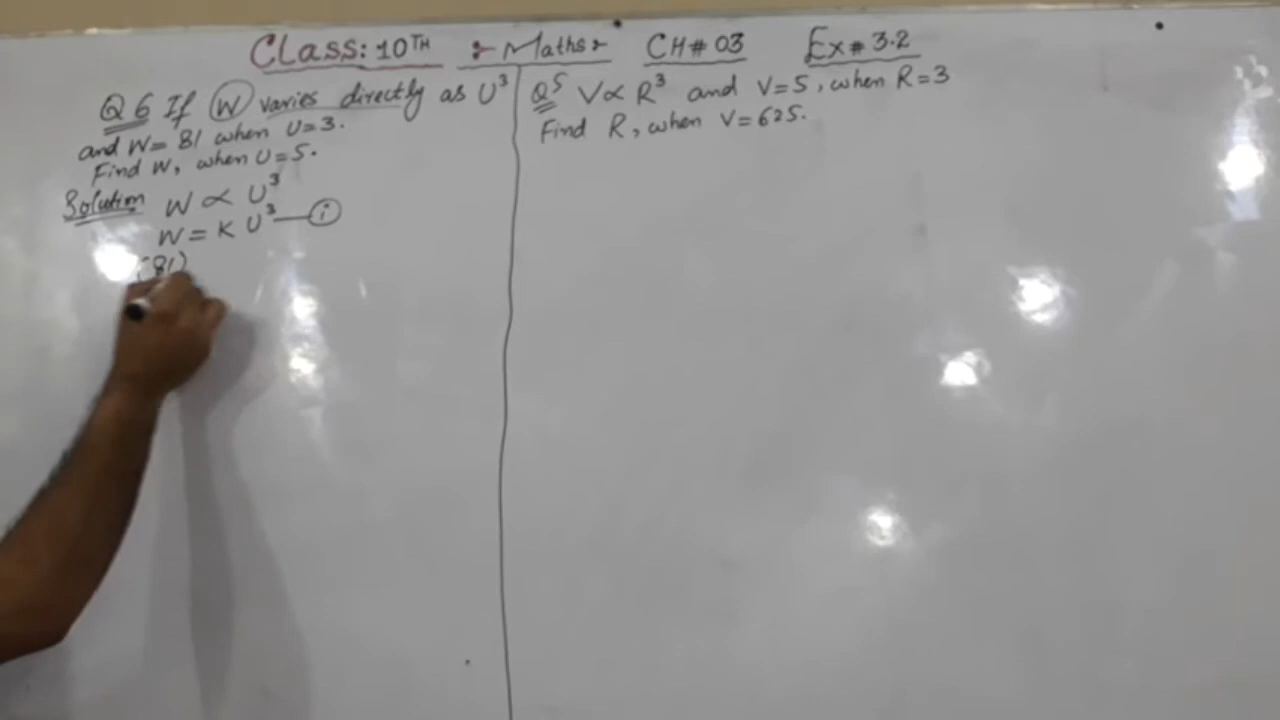 CLASS: 10TH :- Maths:- CH# 03 Ex# 3.2
Q6 If W varies directly as U³
and W= 81 when U=3.
Find W, when U=5.
Solution W ∝ U³
W = K U³ —(i)
(81)
Q5 V∝ R³ and V=5, when R=3
Find R, when V=625.